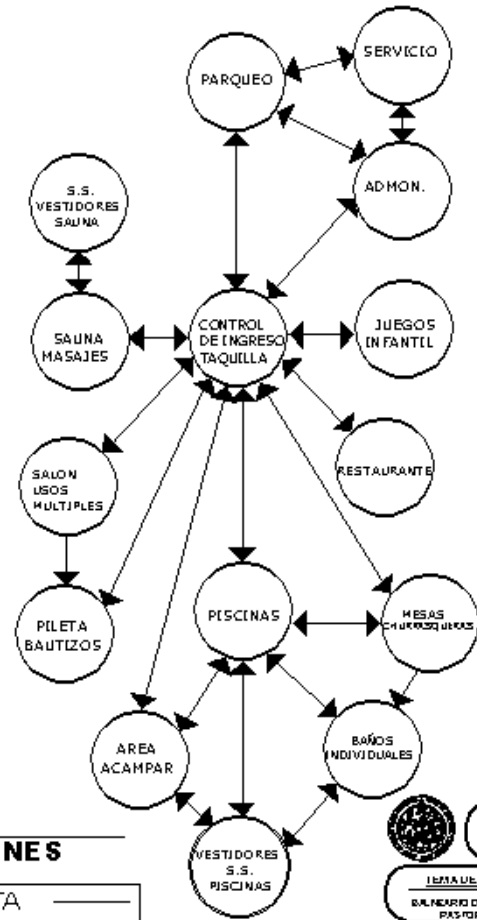 SERVICIO
PARQUEO
ADMON.
S.S.
VESTIDORES
SAUNA
CONTROL
DE INGRESO
TAQUILLA
JUEGOS
INFANTIL
SAUNA
MASAJES
RESTAURANTE
SALON
USOS
MULTIPLES
PISCINAS
MESAS
CHURRASQUERAS
PILETA
BAUTIZOS
BAÑOS
INDIVIDUALES
AREA
ACAMPAR
VESTIDORES
S.S.
PISCINAS
NES
TA
TEMA DE
BALNEARIO D